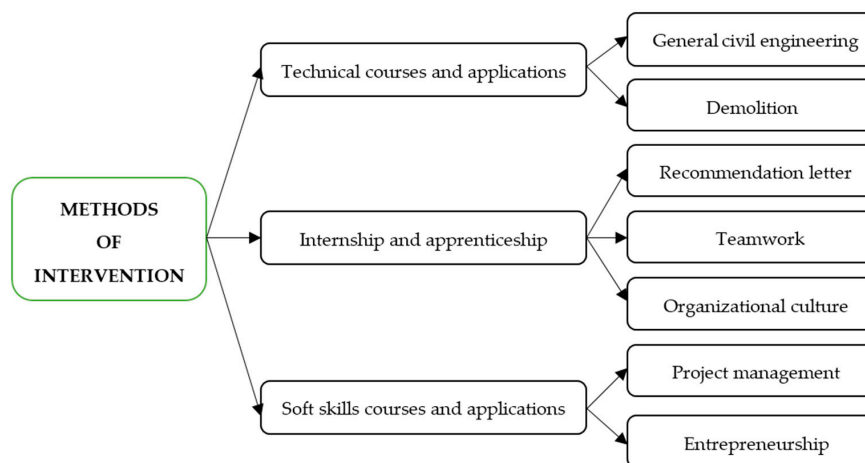 METHODS
OF
INTERVENTION
Technical courses and applications
General civil engineering
Demolition
Internship and apprenticeship
Recommendation letter
Teamwork
Organizational culture
Soft skills courses and applications
Project management
Entrepreneurship